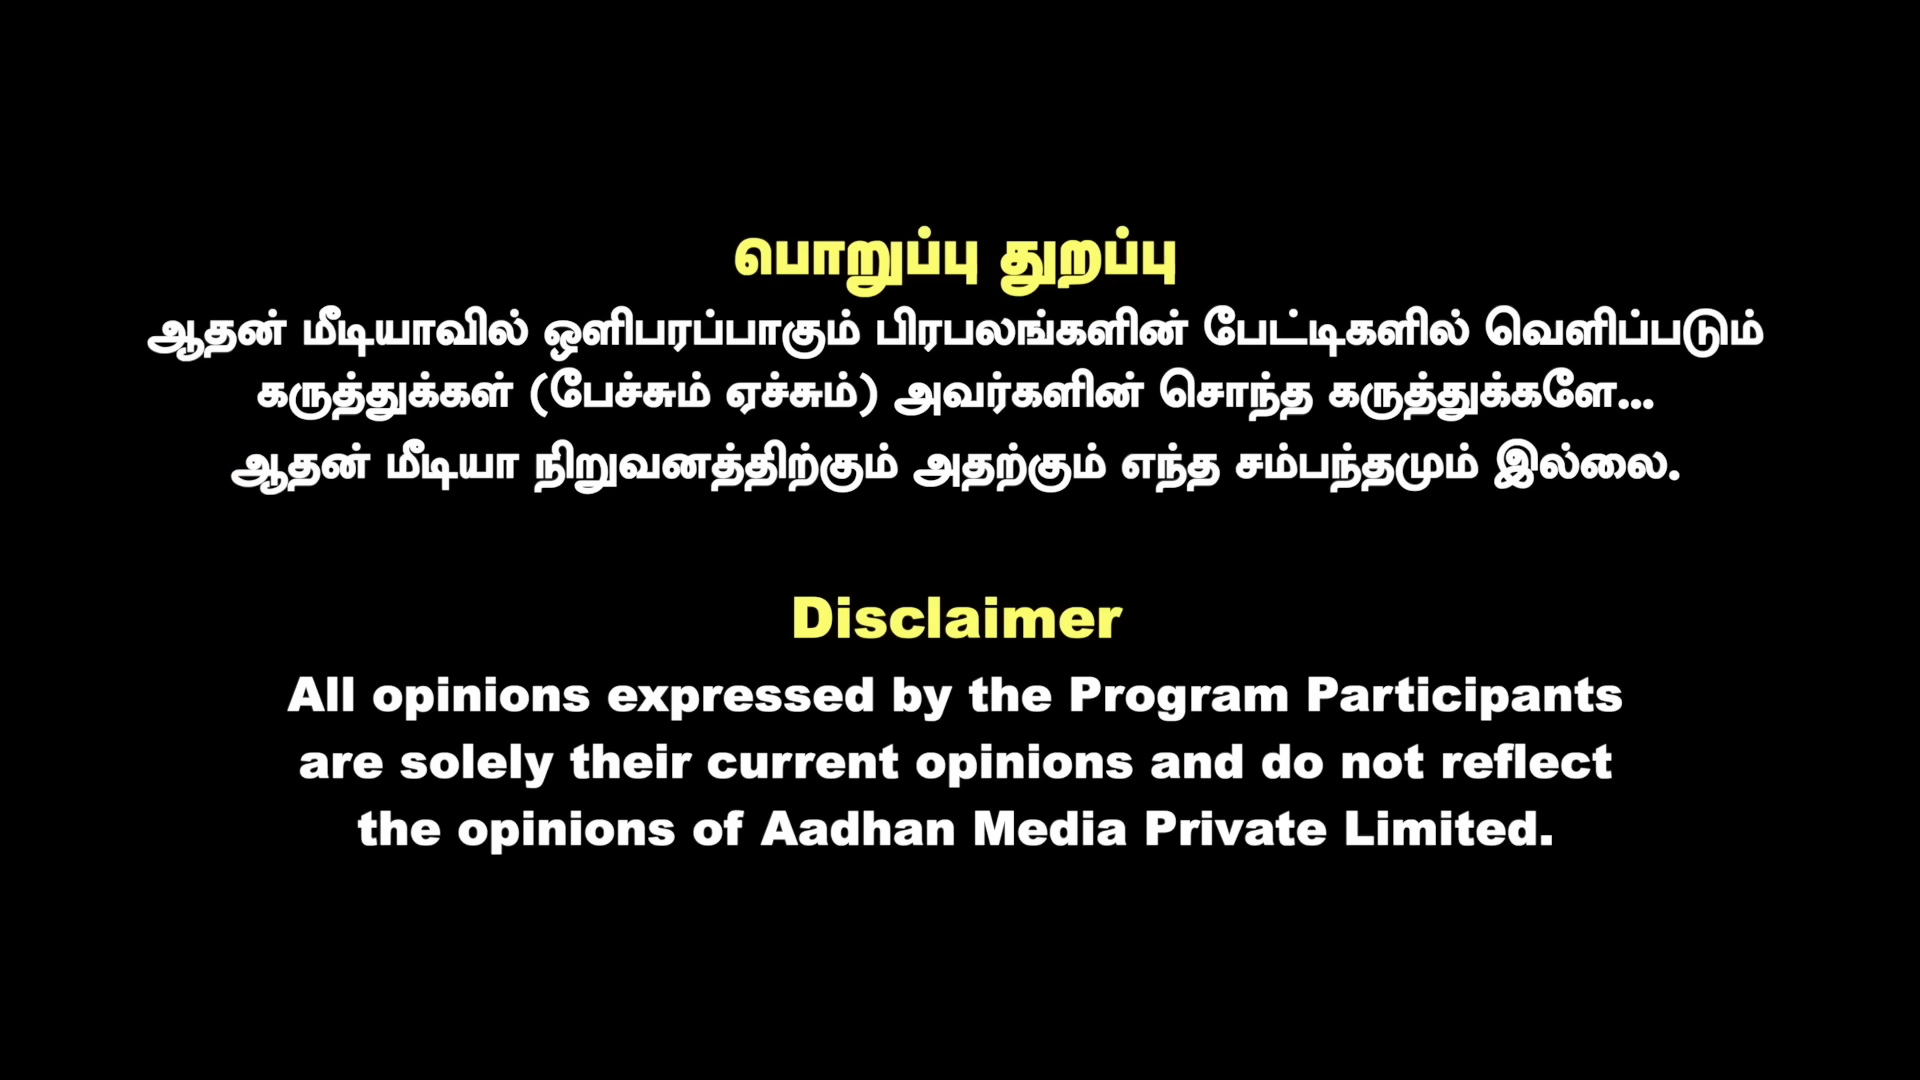 பொறுப்பு துறப்பு
ஆதன் மீடியாவில் ஒளிபரப்பாகும் பிரபலங்களின் பேட்டிகளில் வெளிப்படும்
கருத்துக்கள் (பேச்சும் ஏச்சும்) அவர்களின் சொந்த கருத்துக்களே...
ஆதன் மீடியா நிறுவனத்திற்கும் அதற்கும் எந்த சம்பந்தமும் இல்லை.
Disclaimer
All opinions expressed by the Program Participants
are solely their current opinions and do not reflect
the opinions of Aadhan Media Private Limited.